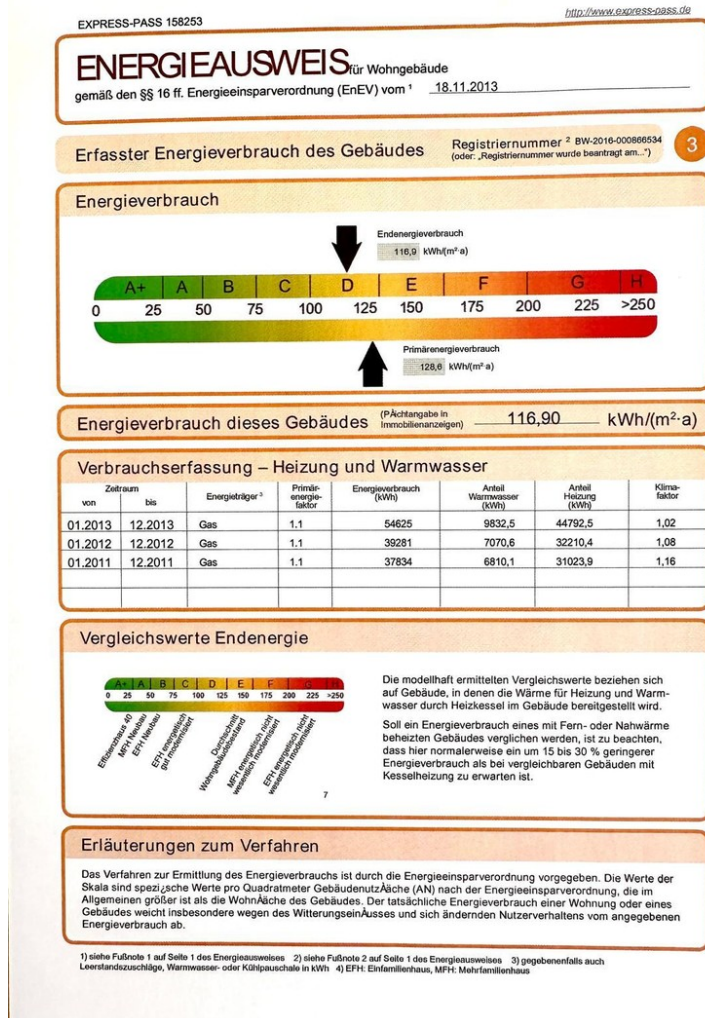 EXPRESS-PASS 158253
http://www.express-pass.de
ENERGIEAUSWEIS für Wohngebäude
gemäß den §§ 16 ff. Energieeinsparverordnung (EnEV) vom ¹ 18.11.2013
Erfasster Energieverbrauch des Gebäudes
Registriernummer ² BW-2016-000866534
(oder: „Registriernummer wurde beantragt am...")
3
Energieverbrauch
Endenergieverbrauch
116,9 kWh/(m²·a)
A+ A B C D E F G H
0 25 50 75 100 125 150 175 200 225 >250
Primärenergieverbrauch
128,6 kWh/(m²·a)
Energieverbrauch dieses Gebäudes
(PÀichtangabe in
Immobilienanzeigen)
116,90 kWh/(m²·a)
Verbrauchserfassung – Heizung und Warmwasser
Zeitraum
von bis
Energieträger ³
Primär-
energie-
faktor
Energieverbrauch
(kWh)
Anteil
Warmwasser
(kWh)
Anteil
Heizung
(kWh)
Klima-
faktor
01.2013 12.2013 Gas 1.1 54625 9832,5 44792,5 1,02
01.2012 12.2012 Gas 1.1 39281 7070,6 32210,4 1,08
01.2011 12.2011 Gas 1.1 37834 6810,1 31023,9 1,16
Vergleichswerte Endenergie
A+ A B C D E F G H
0 25 50 75 100 125 150 175 200 225 >250
Effizienzhaus 40
MFH Neubau
EFH Neubau
EFH energetisch
gut modernisiert
Durchschnitt
Wohngebäudebestand
MFH energetisch nicht
wesentlich modernisiert
EFH energetisch nicht
wesentlich modernisiert
7
Die modellhaft ermittelten Vergleichswerte beziehen sich
auf Gebäude, in denen die Wärme für Heizung und Warm-
wasser durch Heizkessel im Gebäude bereitgestellt wird.
Soll ein Energieverbrauch eines mit Fern- oder Nahwärme
beheizten Gebäudes verglichen werden, ist zu beachten,
dass hier normalerweise ein um 15 bis 30 % geringerer
Energieverbrauch als bei vergleichbaren Gebäuden mit
Kesselheizung zu erwarten ist.
Erläuterungen zum Verfahren
Das Verfahren zur Ermittlung des Energieverbrauchs ist durch die Energieeinsparverordnung vorgegeben. Die Werte der
Skala sind spezi¿sche Werte pro Quadratmeter GebäudenutzÀäche (AN) nach der Energieeinsparverordnung, die im
Allgemeinen größer ist als die WohnÀäche des Gebäudes. Der tatsächliche Energieverbrauch einer Wohnung oder eines
Gebäudes weicht insbesondere wegen des WitterungseinÀusses und sich ändernden Nutzerverhaltens vom angegebenen
Energieverbrauch ab.
1) siehe Fußnote 1 auf Seite 1 des Energieausweises 2) siehe Fußnote 2 auf Seite 1 des Energieausweises 3) gegebenenfalls auch
Leerstandszuschläge, Warmwasser- oder Kühlpauschale in kWh 4) EFH: Einfamilienhaus, MFH: Mehrfamilienhaus